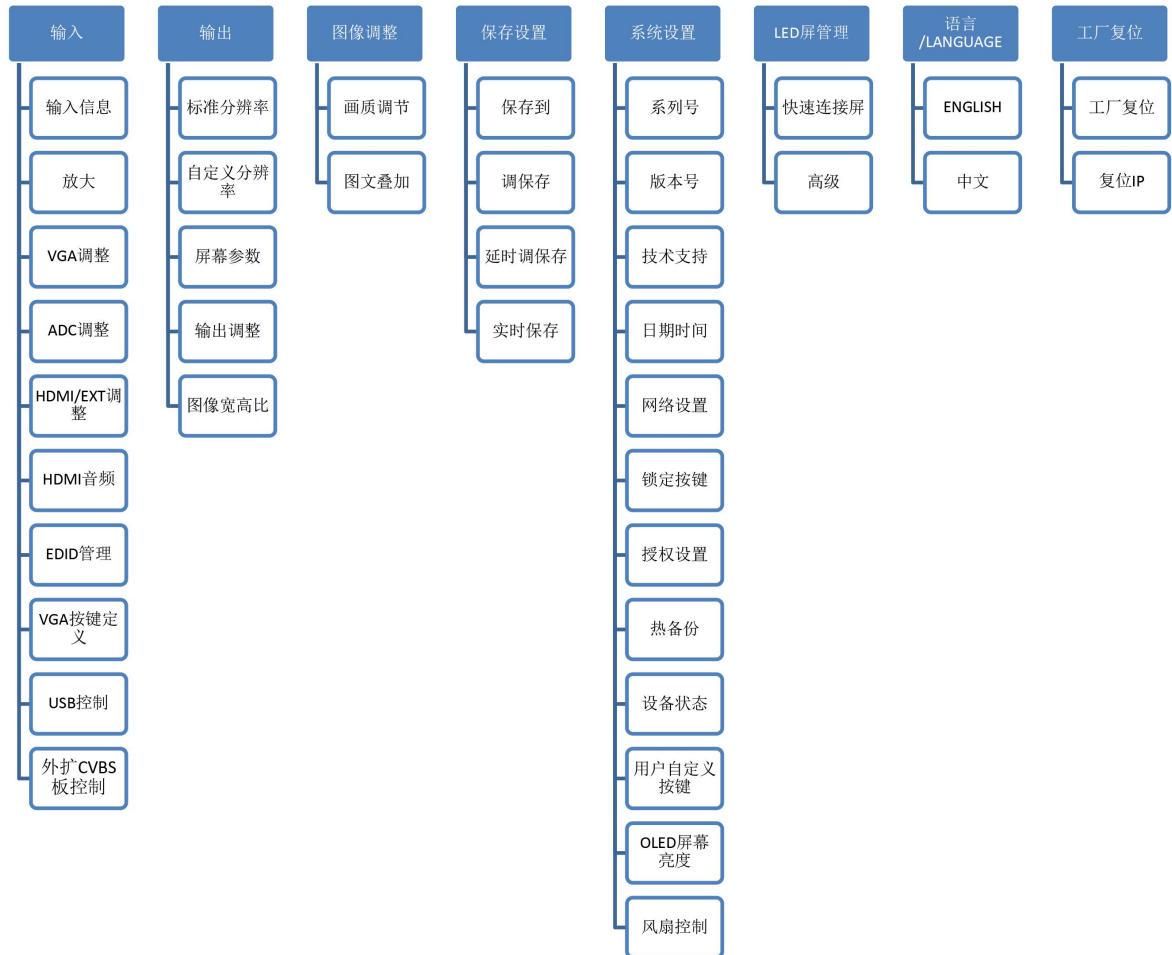 输入
输入信息
放大
VGA调整
ADC调整
HDMI/EXT调
整
HDMI音频
EDID管理
VGA按键定
义
USB控制
外扩CVBS
板控制
输出
标准分辨率
自定义分辨
率
屏幕参数
输出调整
图像宽高比
图像调整
画质调节
图文叠加
保存设置
保存到
调保存
延时调保存
实时保存
系统设置
系列号
版本号
技术支持
日期时间
网络设置
锁定按键
授权设置
热备份
设备状态
用户自定义
按键
OLED屏幕
亮度
风扇控制
LED屏管理
快速连接屏
高级
语言
/LANGUAGE
ENGLISH
中文
工厂复位
工厂复位
复位IP